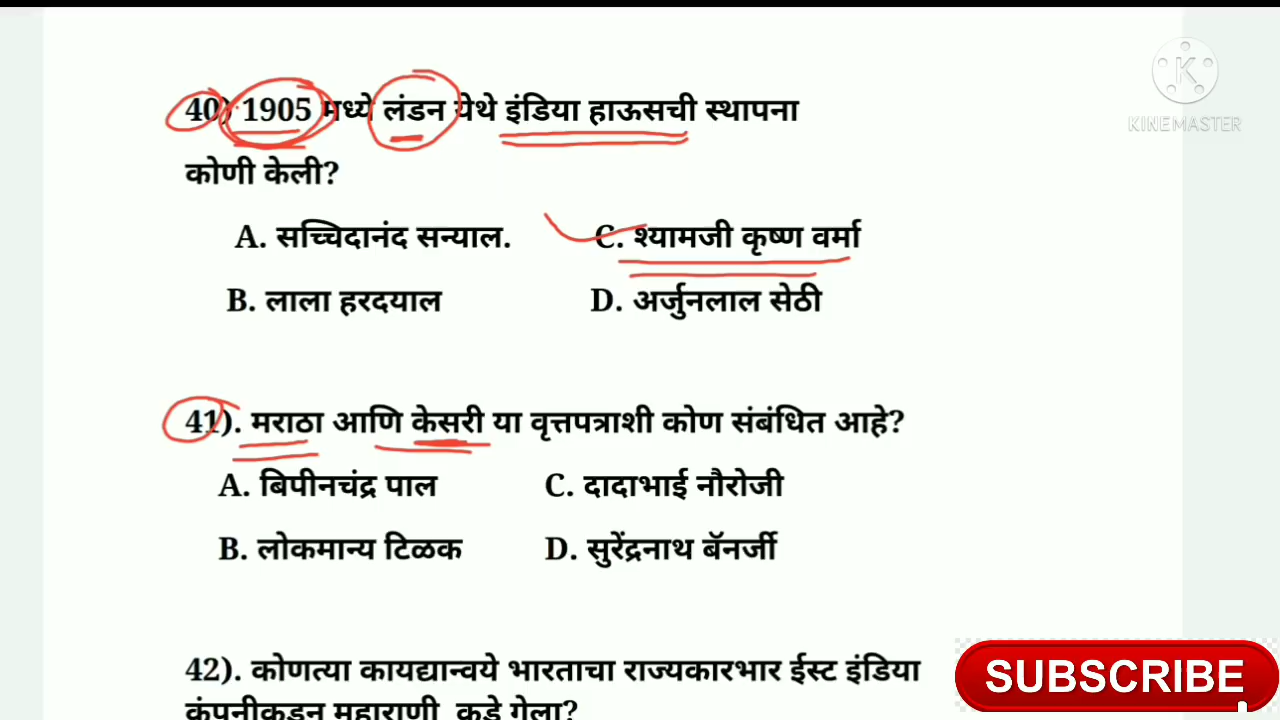 KINEMASTER
40) 1905 मध्ये लंडन येथे इंडिया हाऊसची स्थापना
कोणी केली?
A. सच्चिदानंद सन्याल. C. श्यामजी कृष्ण वर्मा
B. लाला हरदयाल D. अर्जुनलाल सेठी
41). मराठा आणि केसरी या वृत्तपत्राशी कोण संबंधित आहे?
A. बिपीनचंद्र पाल C. दादाभाई नौरोजी
B. लोकमान्य टिळक D. सुरेंद्रनाथ बॅनर्जी
42). कोणत्या कायद्यान्वये भारताचा राज्यकारभार ईस्ट इंडिया
कंपनीकडून महाराणी कडे गेला?
SUBSCRIBE